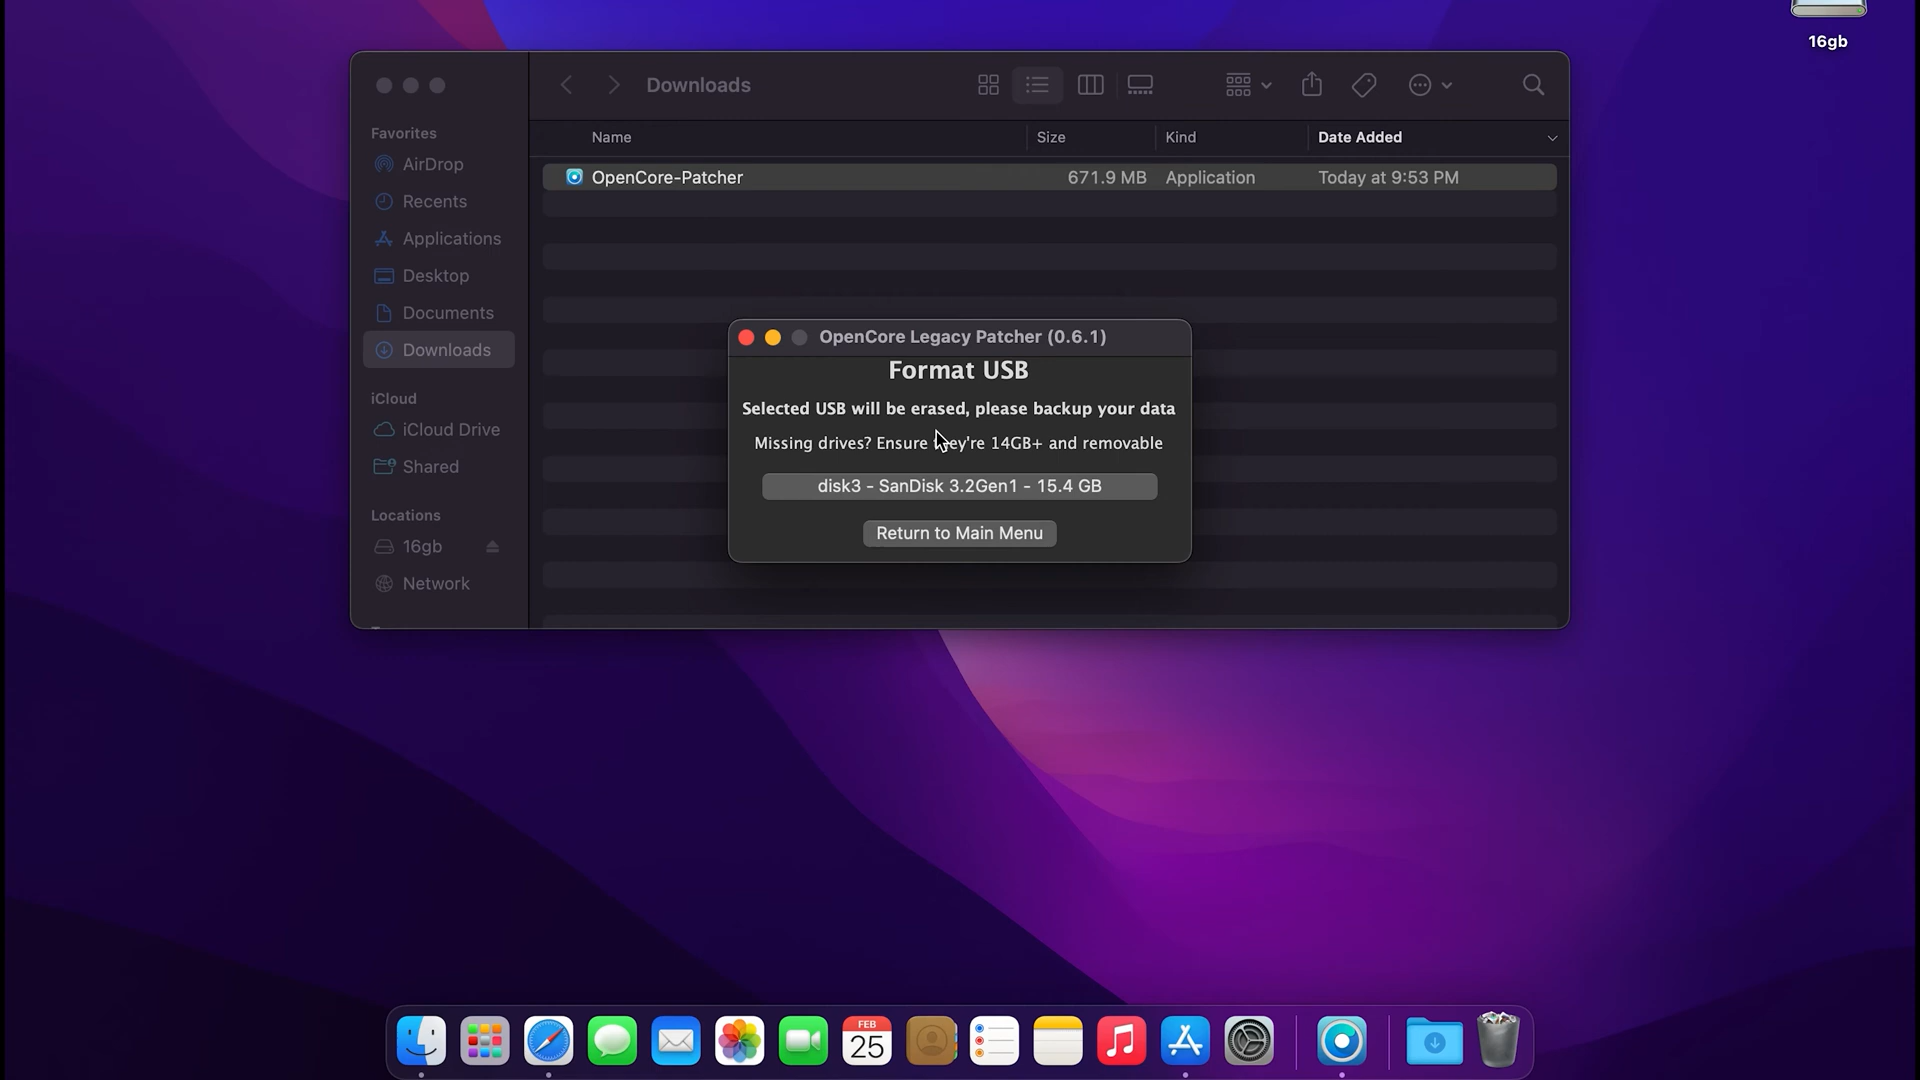 16gb
Downloads
Favorites
AirDrop
Recents
Applications
Desktop
Documents
Downloads
iCloud
iCloud Drive
Shared
Locations
16gb
Network
Name Size Kind Date Added
OpenCore-Patcher 671.9 MB Application Today at 9:53 PM
OpenCore Legacy Patcher (0.6.1)
Format USB
Selected USB will be erased, please backup your data
Missing drives? Ensure they're 14GB+ and removable
disk3 - SanDisk 3.2Gen1 - 15.4 GB
Return to Main Menu
FEB
25